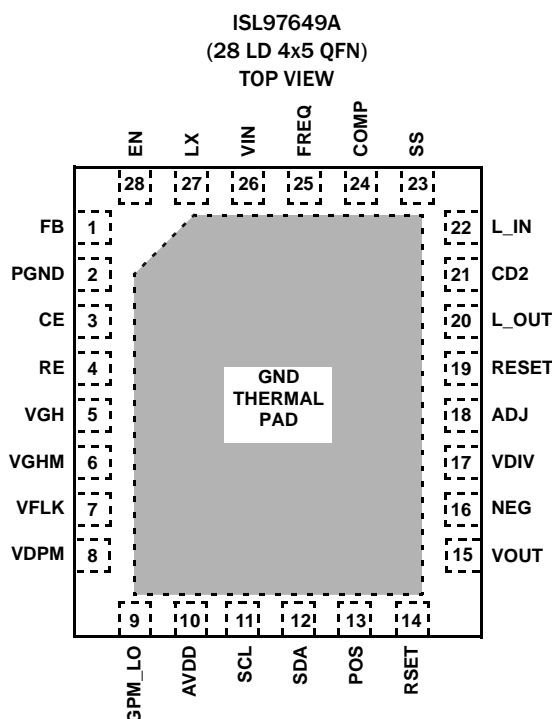 ISL97649A
(28 LD 4x5 QFN)
TOP VIEW
EN LX VIN FREQ COMP SS
28 27 26 25 24 23
FB 1 22 L_IN
PGND 2 21 CD2
CE 3 20 L_OUT
RE 4 19 RESET
VGH 5 18 ADJ
VGHM 6 17 VDIV
VFLK 7 16 NEG
VDPM 8 15 VOUT
GND
THERMAL
PAD
9 10 11 12 13 14
GPM_LO AVDD SCL SDA POS RSET